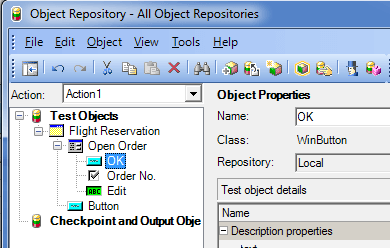 Object Repository - All Object Repositories
File Edit Object View Tools Help
Action: Action1
Test Objects
Flight Reservation
Open Order
OK
Order No.
ABC Edit
Button
Checkpoint and Output Obje
Object Properties
Name: OK
Class: WinButton
Repository: Local
Test object details
Name
Description properties